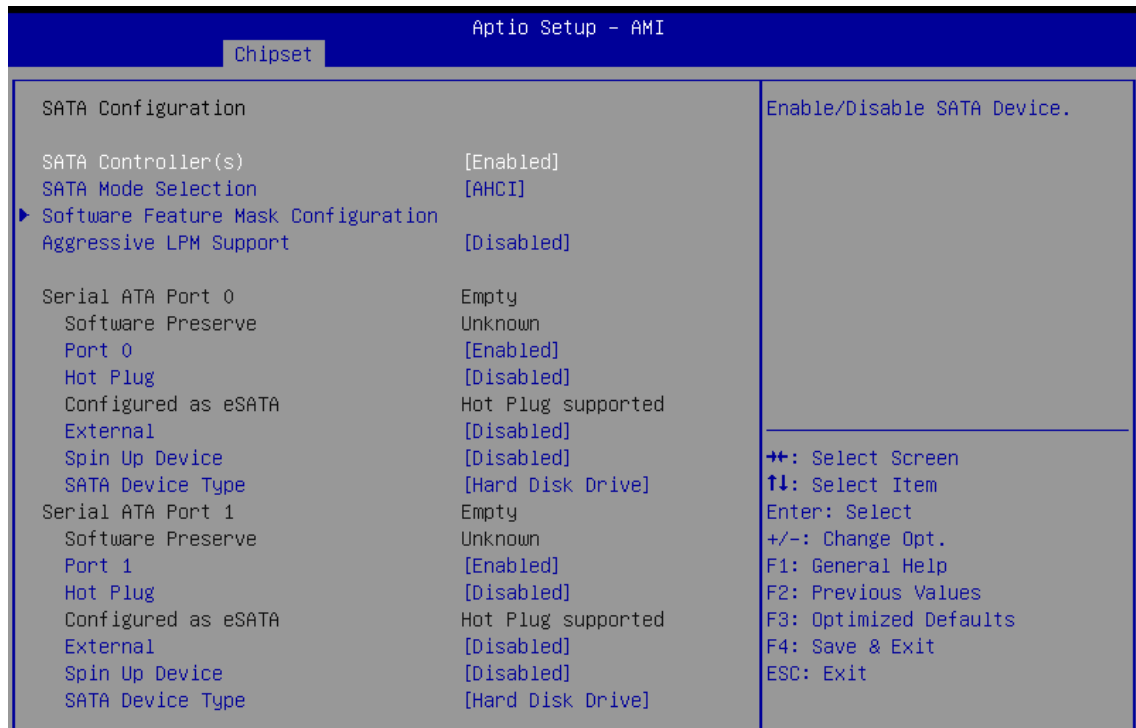 Aptio Setup – AMI
Chipset
SATA Configuration
SATA Controller(s) [Enabled]
SATA Mode Selection [AHCI]
Software Feature Mask Configuration
Aggressive LPM Support [Disabled]
Serial ATA Port 0 Empty
Software Preserve Unknown
Port 0 [Enabled]
Hot Plug [Disabled]
Configured as eSATA Hot Plug supported
External [Disabled]
Spin Up Device [Disabled]
SATA Device Type [Hard Disk Drive]
Serial ATA Port 1 Empty
Software Preserve Unknown
Port 1 [Enabled]
Hot Plug [Disabled]
Configured as eSATA Hot Plug supported
External [Disabled]
Spin Up Device [Disabled]
SATA Device Type [Hard Disk Drive]
Enable/Disable SATA Device.
→←: Select Screen
↑↓: Select Item
Enter: Select
+/-: Change Opt.
F1: General Help
F2: Previous Values
F3: Optimized Defaults
F4: Save & Exit
ESC: Exit